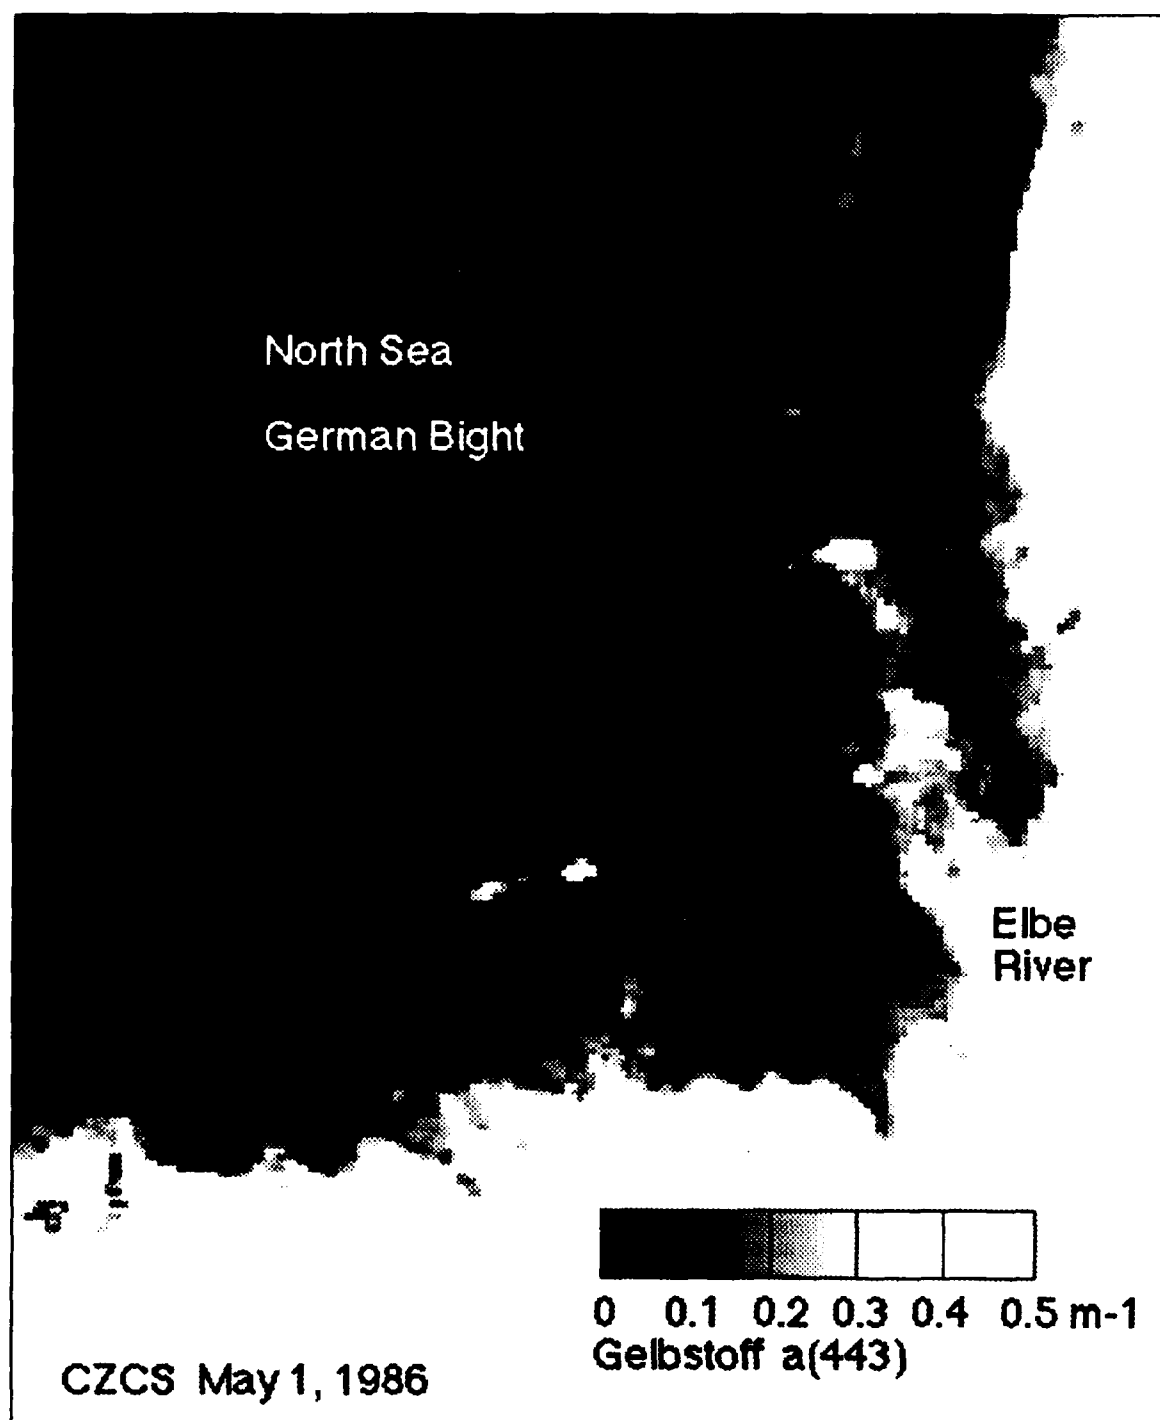 North Sea
German Bight
Elbe
River
0 0.1 0.2 0.3 0.4 0.5 m-1
Gelbstoff a(443)
CZCS May 1, 1986